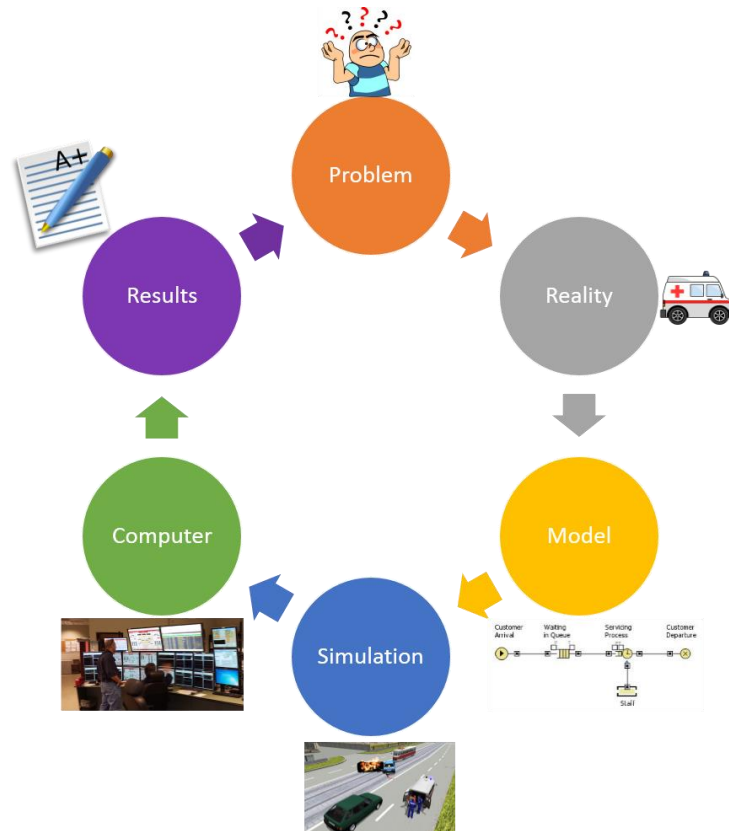 ? ? ? ? ?
A+
Problem
Results
Reality
Computer
Model
Simulation
Customer
Arrival
Waiting
in Queue
Servicing
Process
Customer
Departure
Staff